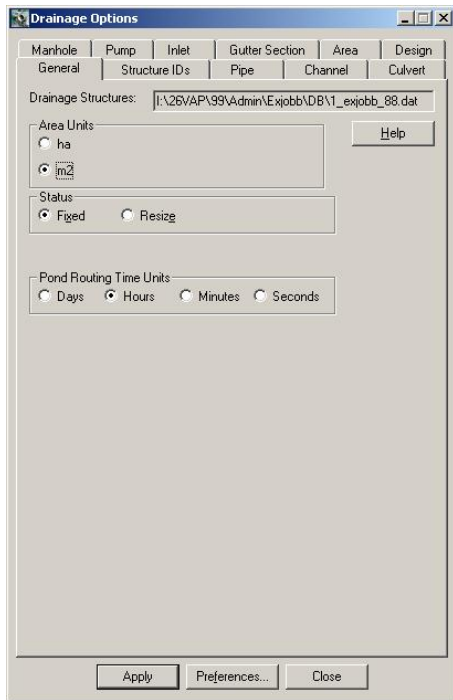 Drainage Options
Manhole Pump Inlet Gutter Section Area Design
General Structure IDs Pipe Channel Culvert
Drainage Structures: I:\26VAP\99\Admin\Exjobb\DB\1_exjobb_88.dat
Area Units
ha
Help
m2
Status
Fixed Resize
Pond Routing Time Units
Days Hours Minutes Seconds
Apply Preferences... Close